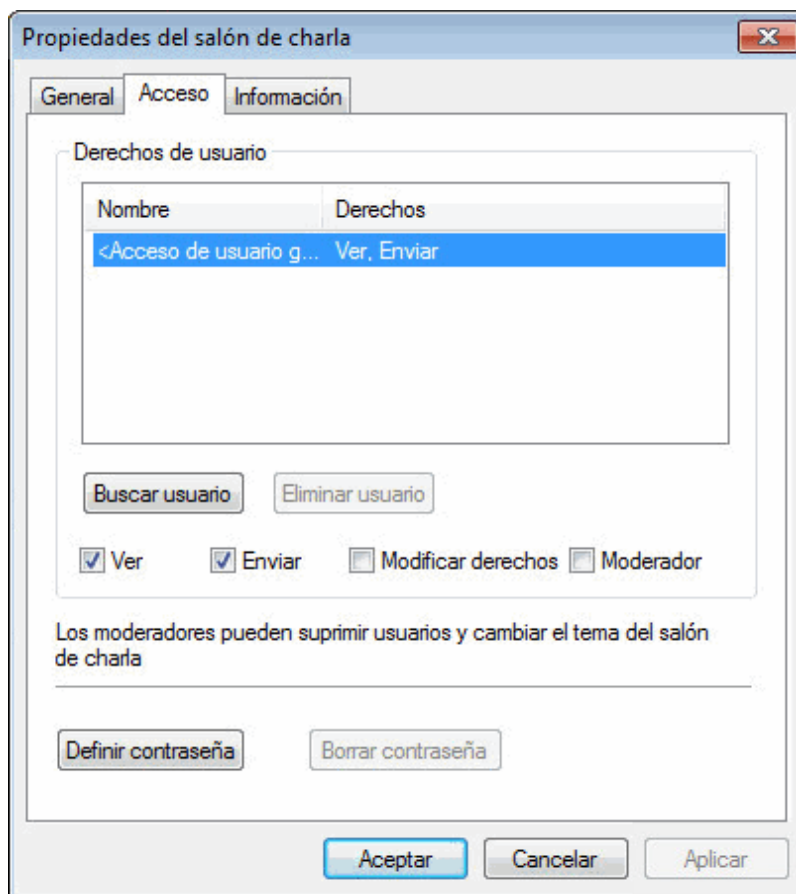 Propiedades del salón de charla
General Acceso Información
Derechos de usuario
Nombre Derechos
<Acceso de usuario g... Ver, Enviar
Buscar usuario Eliminar usuario
Ver Enviar Modificar derechos Moderador
Los moderadores pueden suprimir usuarios y cambiar el tema del salón
de charla
Definir contraseña Borrar contraseña
Aceptar Cancelar Aplicar